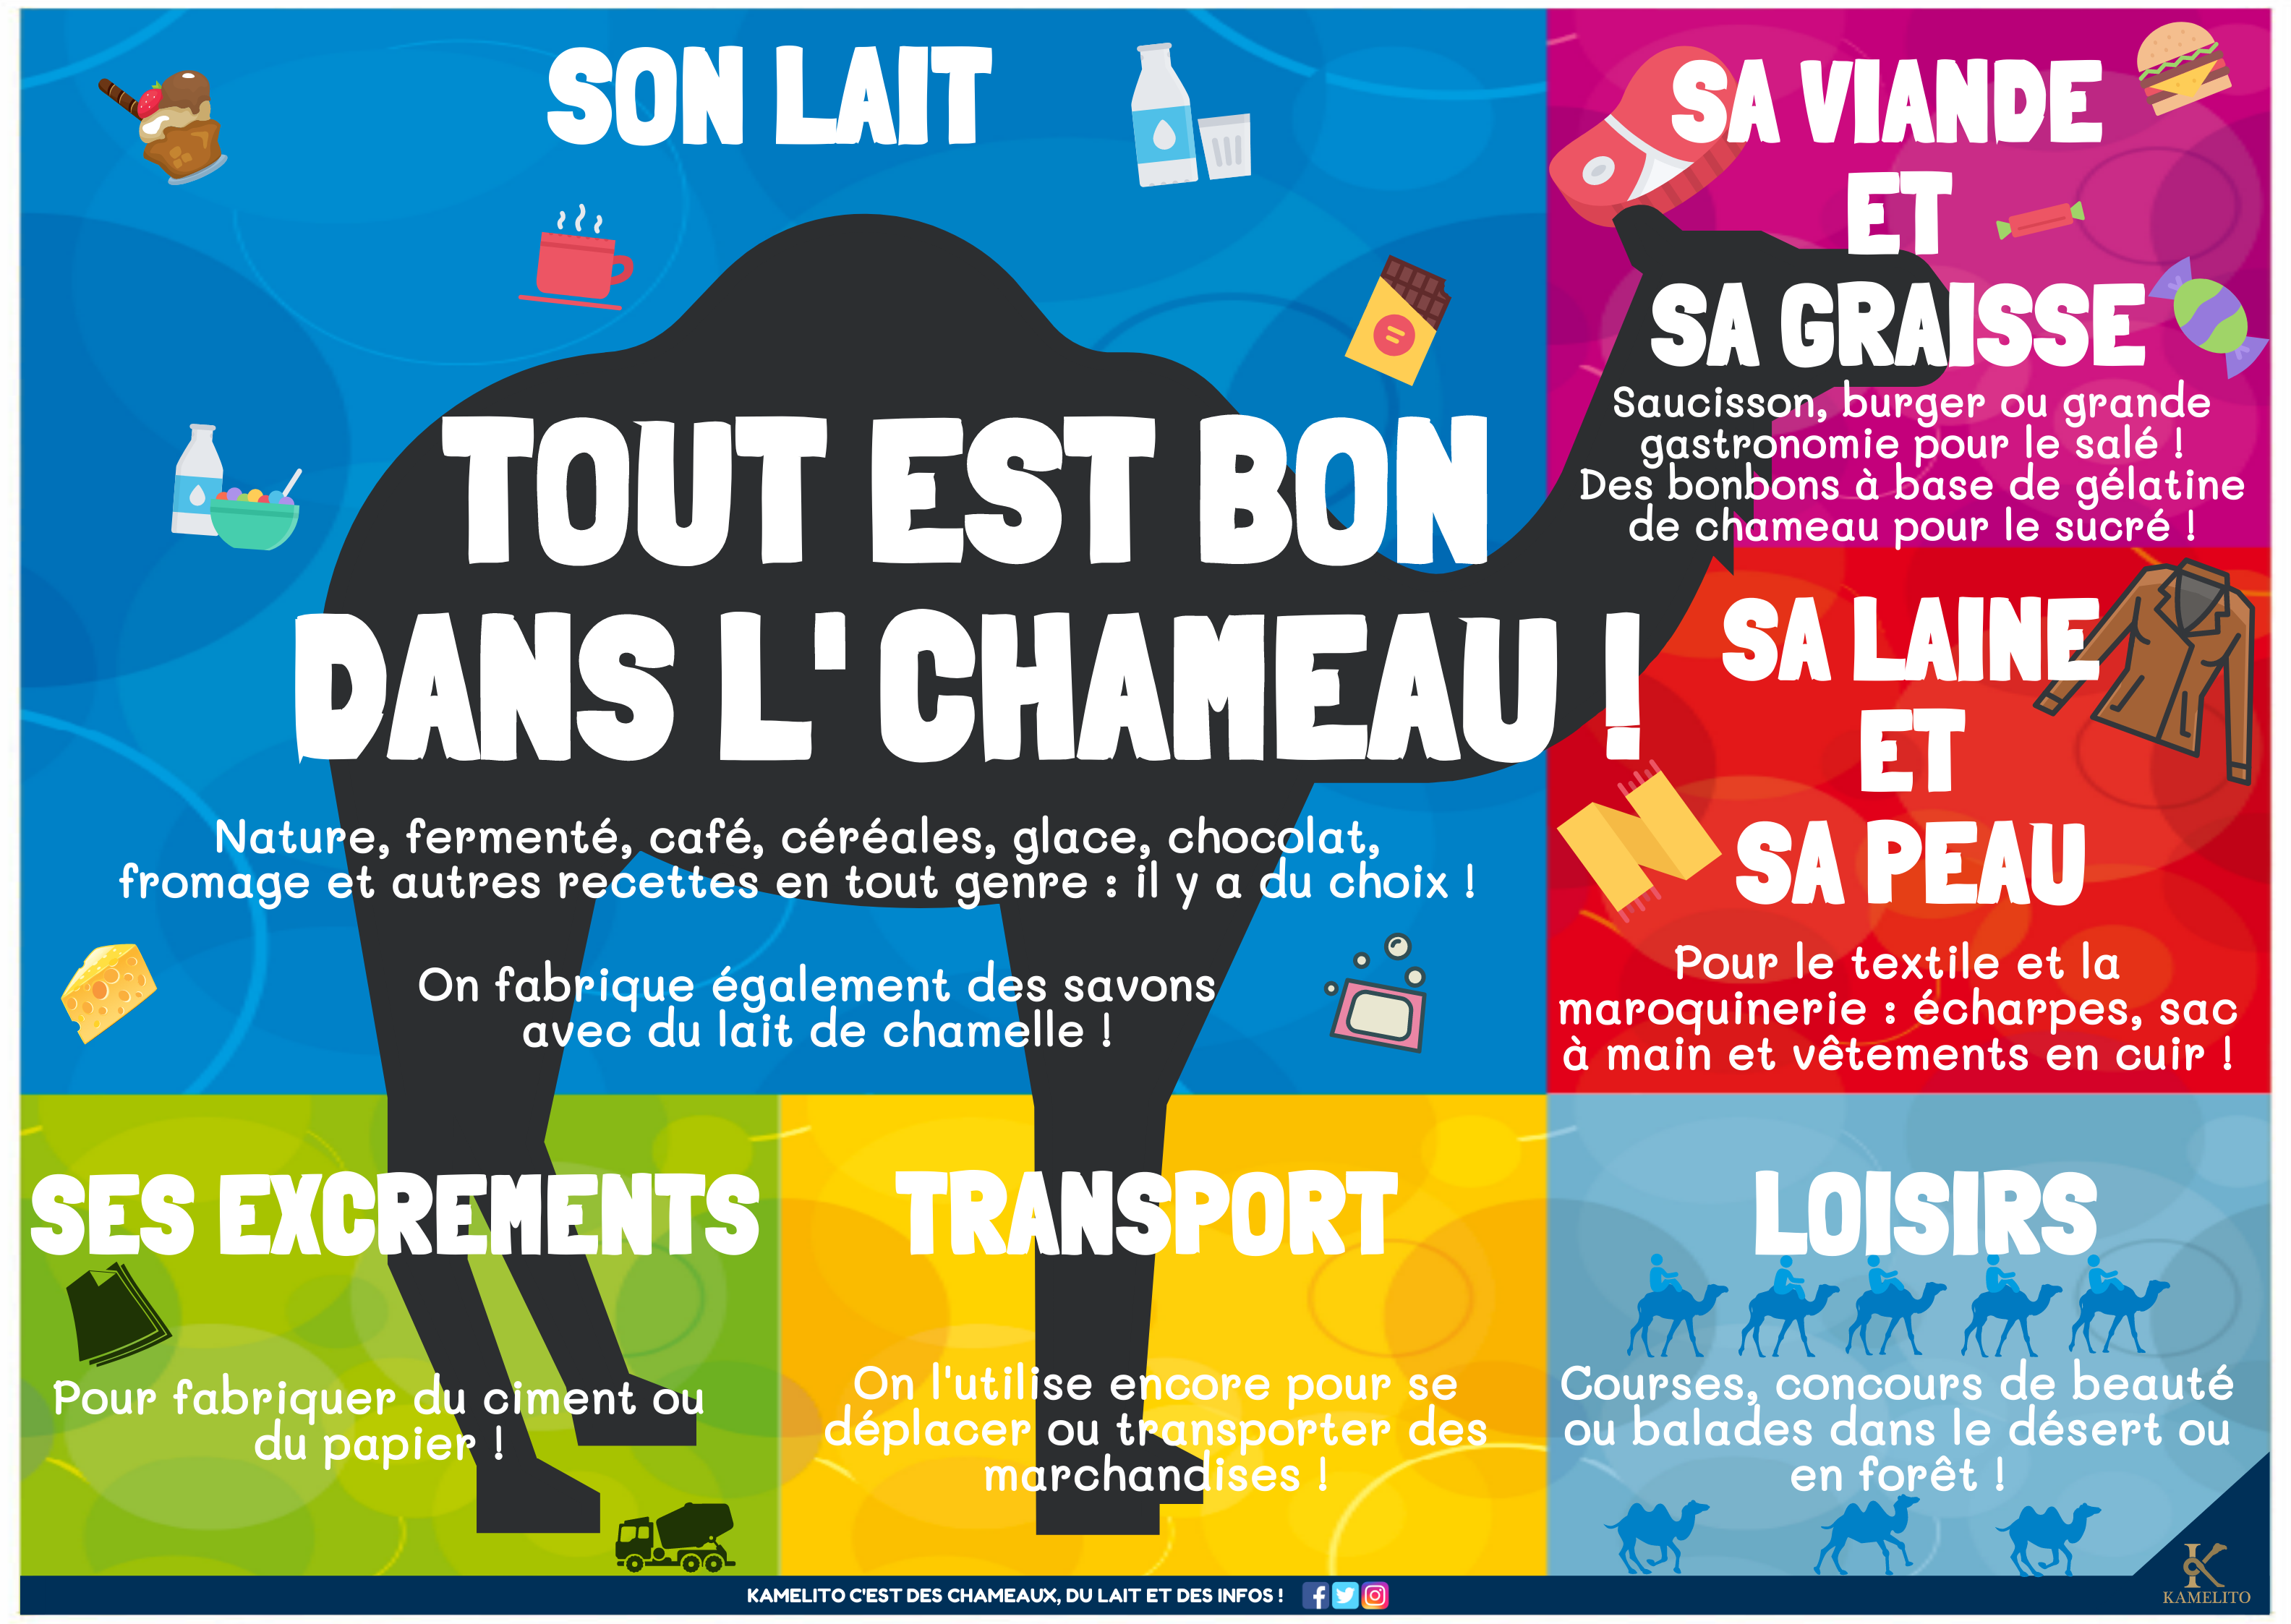 SON LAIT
TOUT EST BON
DANS L' CHAMEAU !
Nature, fermenté, café, céréales, glace, chocolat,
fromage et autres recettes en tout genre : il y a du choix !
On fabrique également des savons
avec du lait de chamelle !
SA VIANDE
ET
SA GRAISSE
Saucisson, burger ou grande
gastronomie pour le salé !
Des bonbons à base de gélatine
de chameau pour le sucré !
SA LAINE
ET
SA PEAU
Pour le textile et la
maroquinerie : écharpes, sac
à main et vêtements en cuir !
SES EXCREMENTS
Pour fabriquer du ciment ou
du papier !
TRANSPORT
On l'utilise encore pour se
déplacer ou transporter des
marchandises !
LOISIRS
Courses, concours de beauté
ou balades dans le désert ou
en forêt !
KAMELITO C'EST DES CHAMEAUX, DU LAIT ET DES INFOS !
KAMELITO